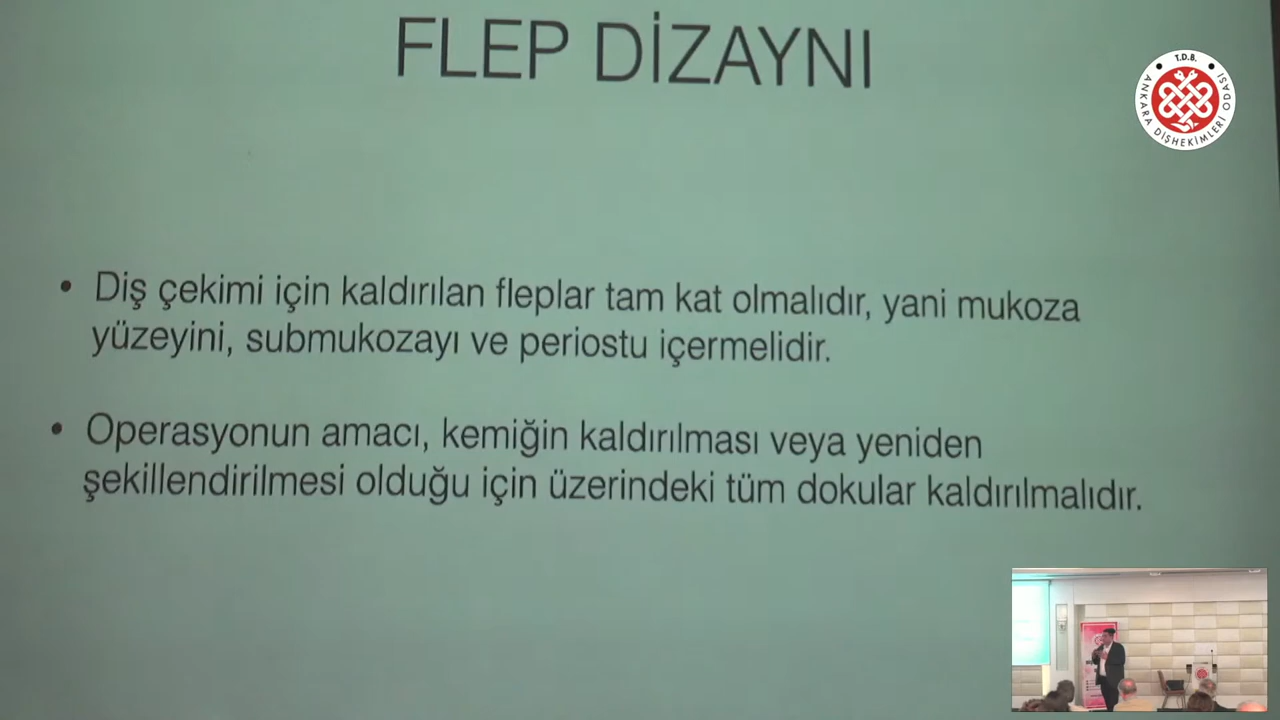 FLEP DİZAYNI
T.D.B.
ANKARA DİŞHEKİMLERİ ODASI
• Diş çekimi için kaldırılan flepler tam kat olmalıdır, yani mukoza
yüzeyini, submukozayı ve periostu içermelidir.
• Operasyonun amacı, kemiğin kaldırılması veya yeniden
şekillendirilmesi olduğu için üzerindeki tüm dokular kaldırılmalıdır.